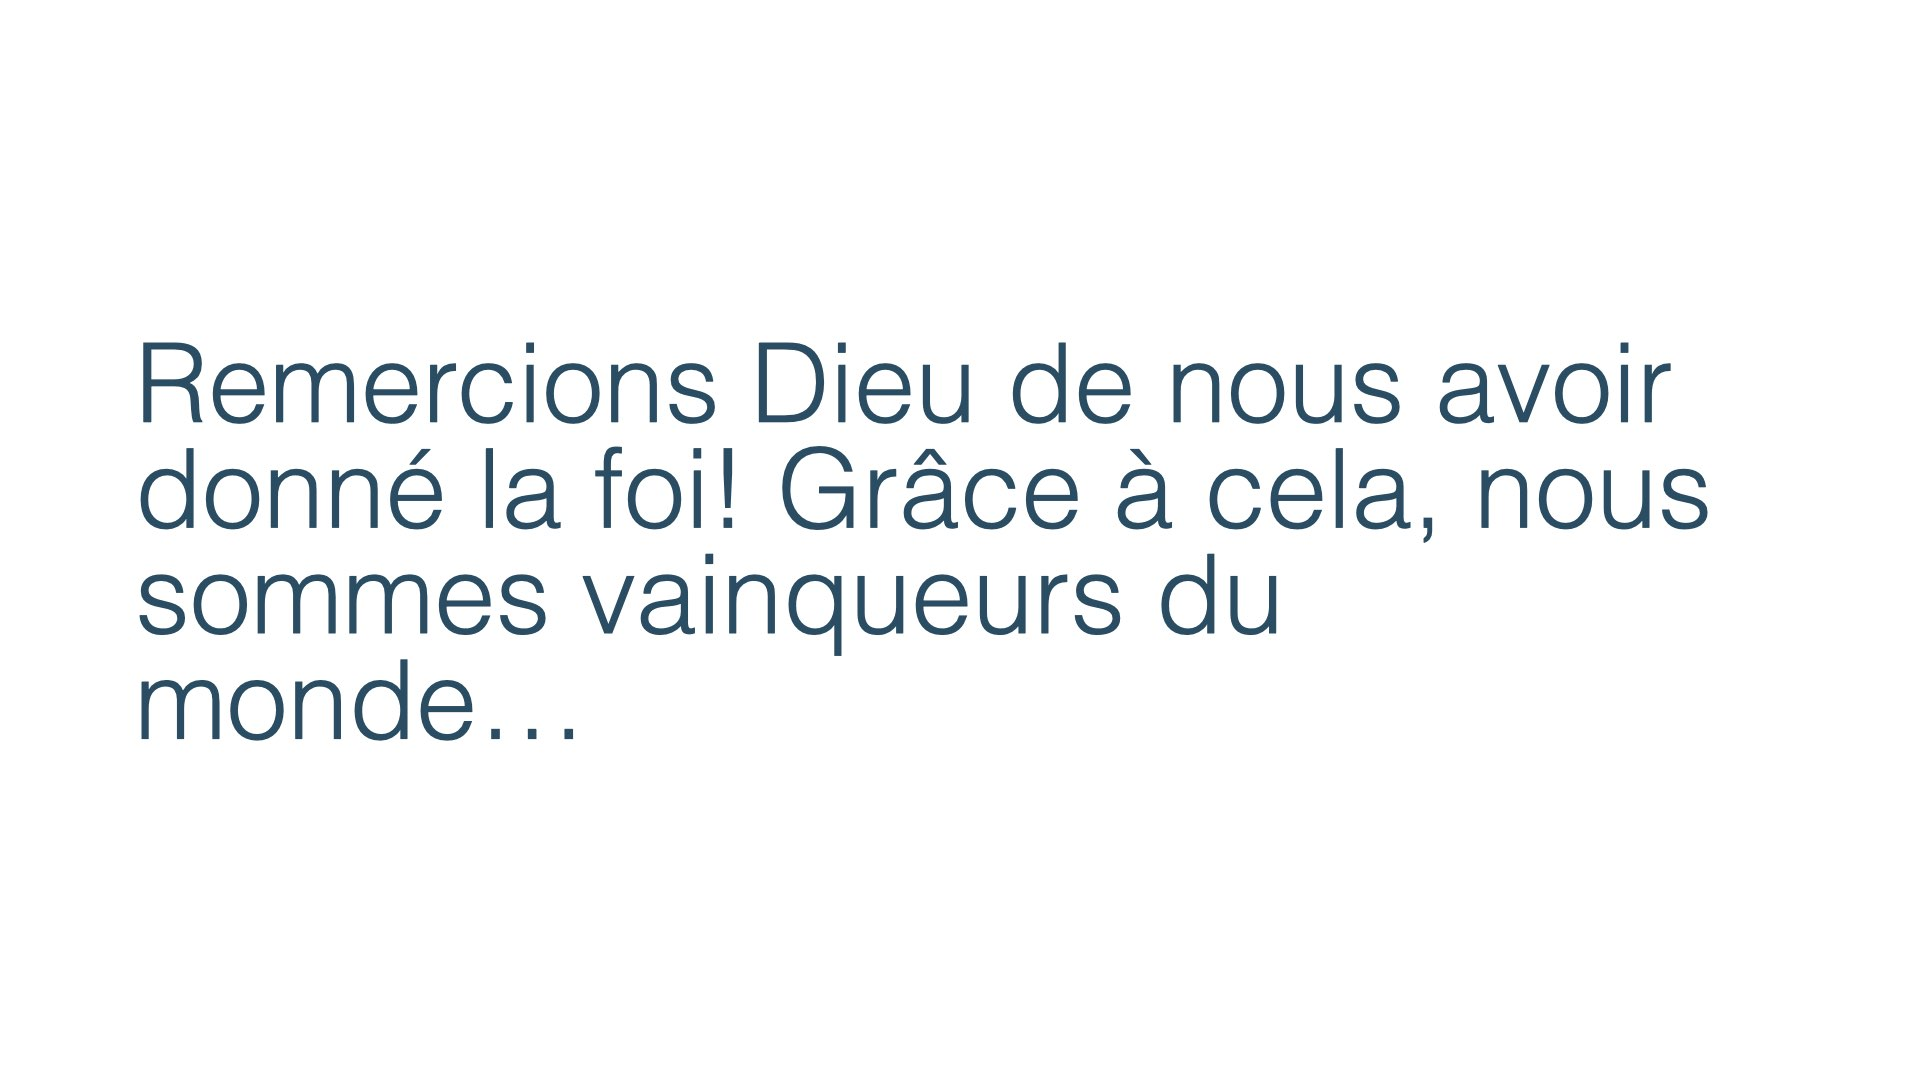 Remercions Dieu de nous avoir
donné la foi! Grâce à cela, nous
sommes vainqueurs du
monde…